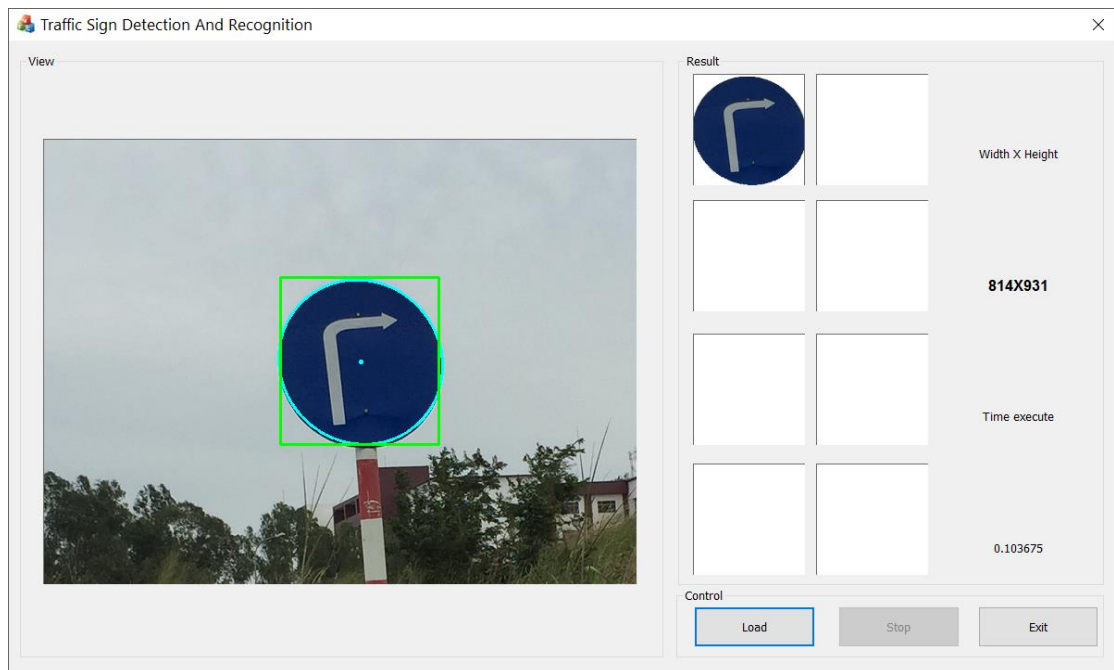 Traffic Sign Detection And Recognition
View
Result
Width X Height
814X931
Time execute
0.103675
Control
Load
Stop
Exit